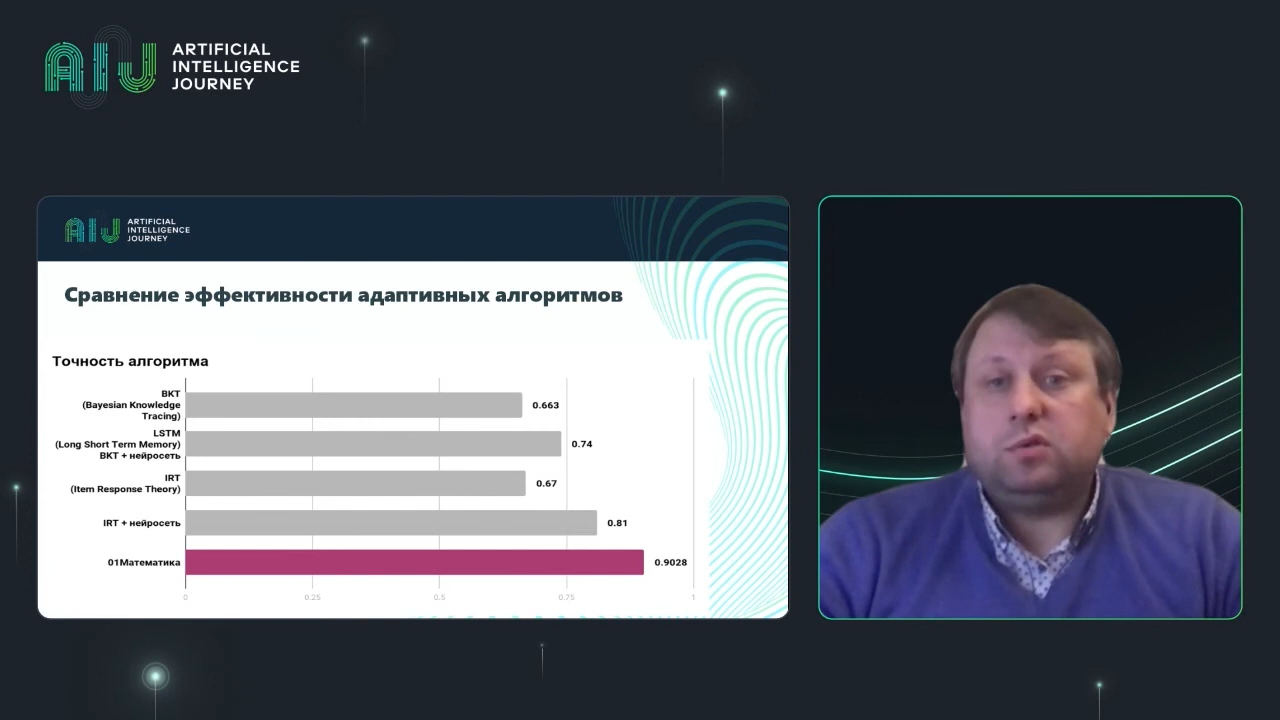 ARTIFICIAL
INTELLIGENCE
JOURNEY
ARTIFICIAL
INTELLIGENCE
JOURNEY
Сравнение эффективности адаптивных алгоритмов
Точность алгоритма
BKT
(Bayesian Knowledge
Tracing)
0.663
LSTM
(Long Short Term Memory)
BKT + нейросеть
0.74
IRT
(Item Response Theory)
0.67
IRT + нейросеть
0.81
01Математика
0.9028
0
0.25
0.5
0.75
1